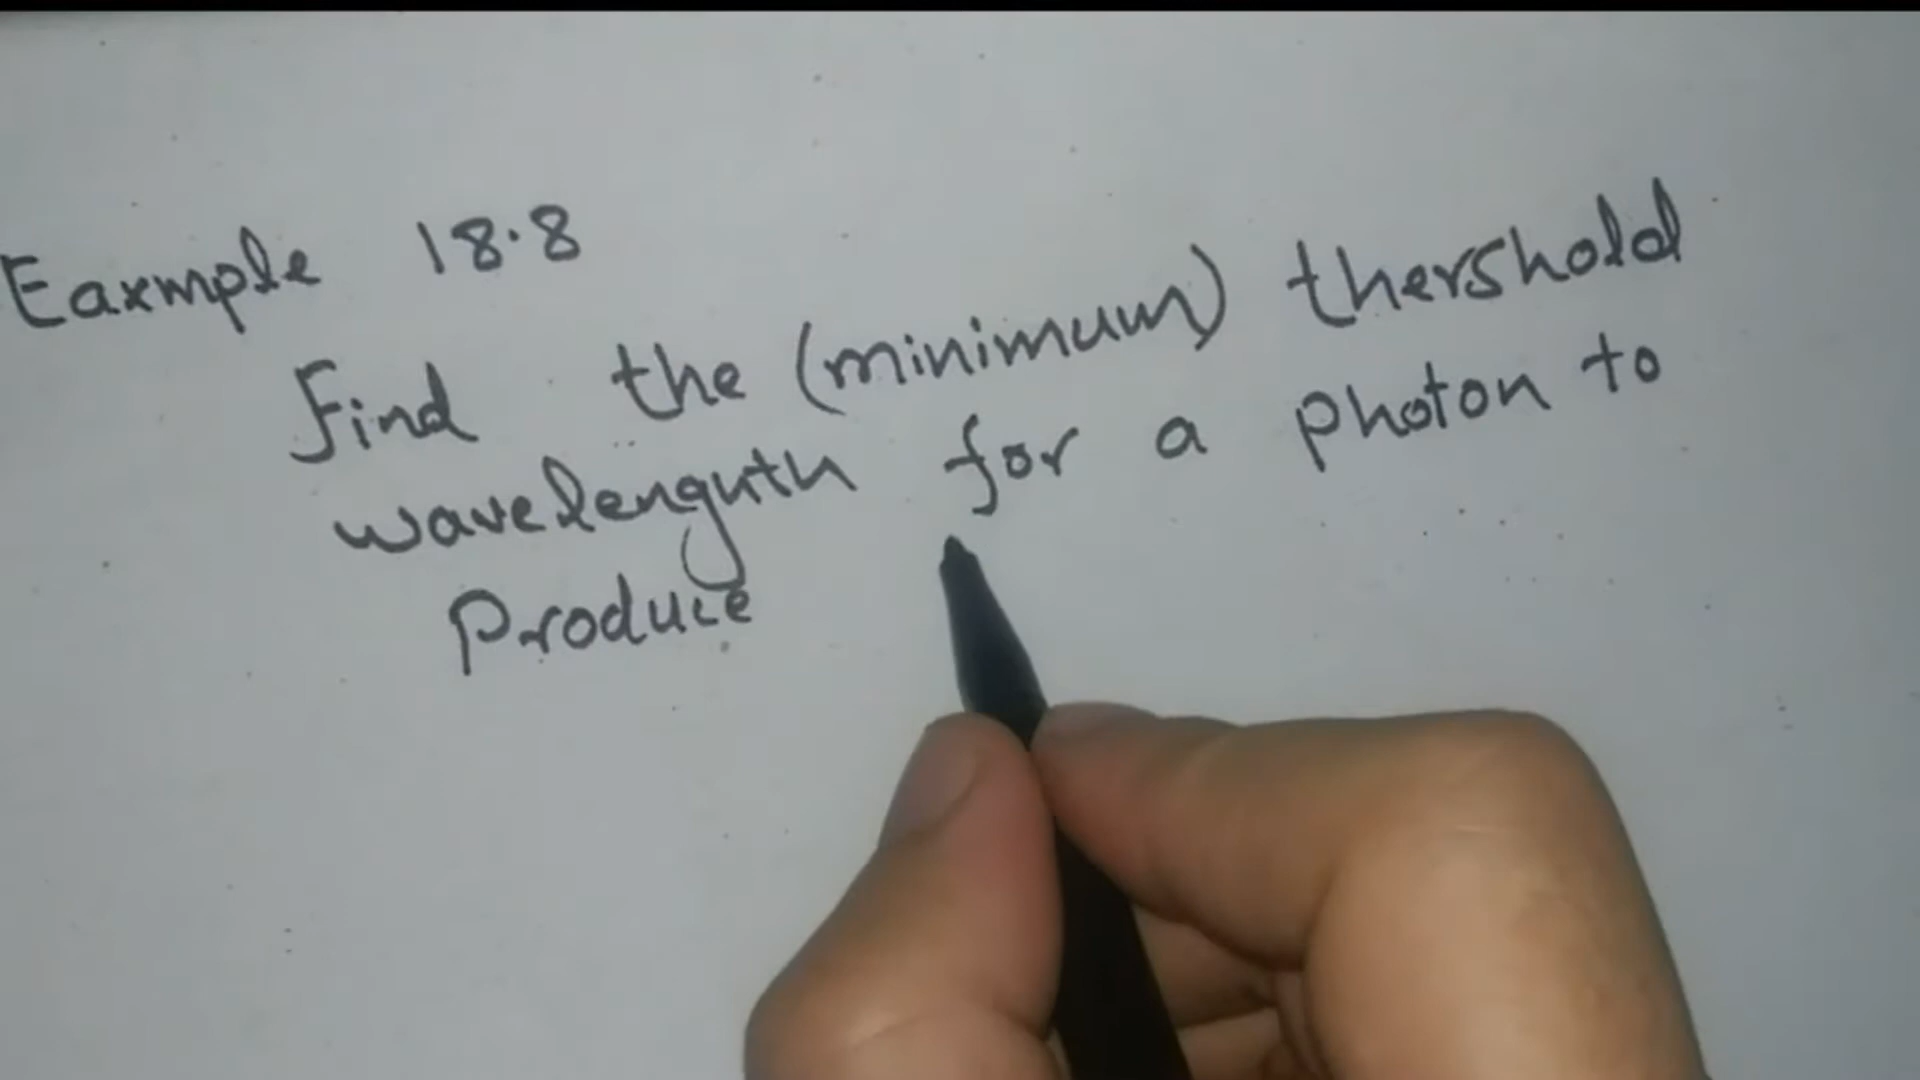 Eaxmple 18.8
Find the (minimum) thershold
wavelenguth for a photon to
Produce